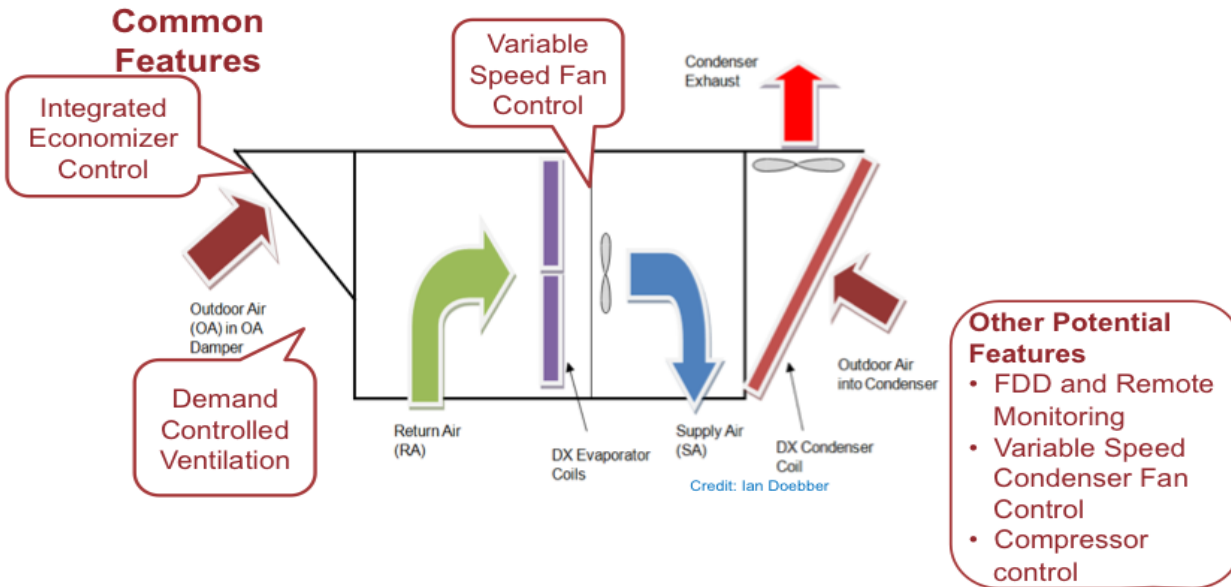 Common
Features
Integrated
Economizer
Control
Variable
Speed Fan
Control
Condenser
Exhaust
Outdoor Air
(OA) in OA
Damper
Demand
Controlled
Ventilation
Return Air
(RA)
DX Evaporator
Coils
Supply Air
(SA)
DX Condenser
Coil
Credit: Ian Doebber
Outdoor Air
into Condenser
Other Potential
Features
• FDD and Remote
Monitoring
• Variable Speed
Condenser Fan
Control
• Compressor
control